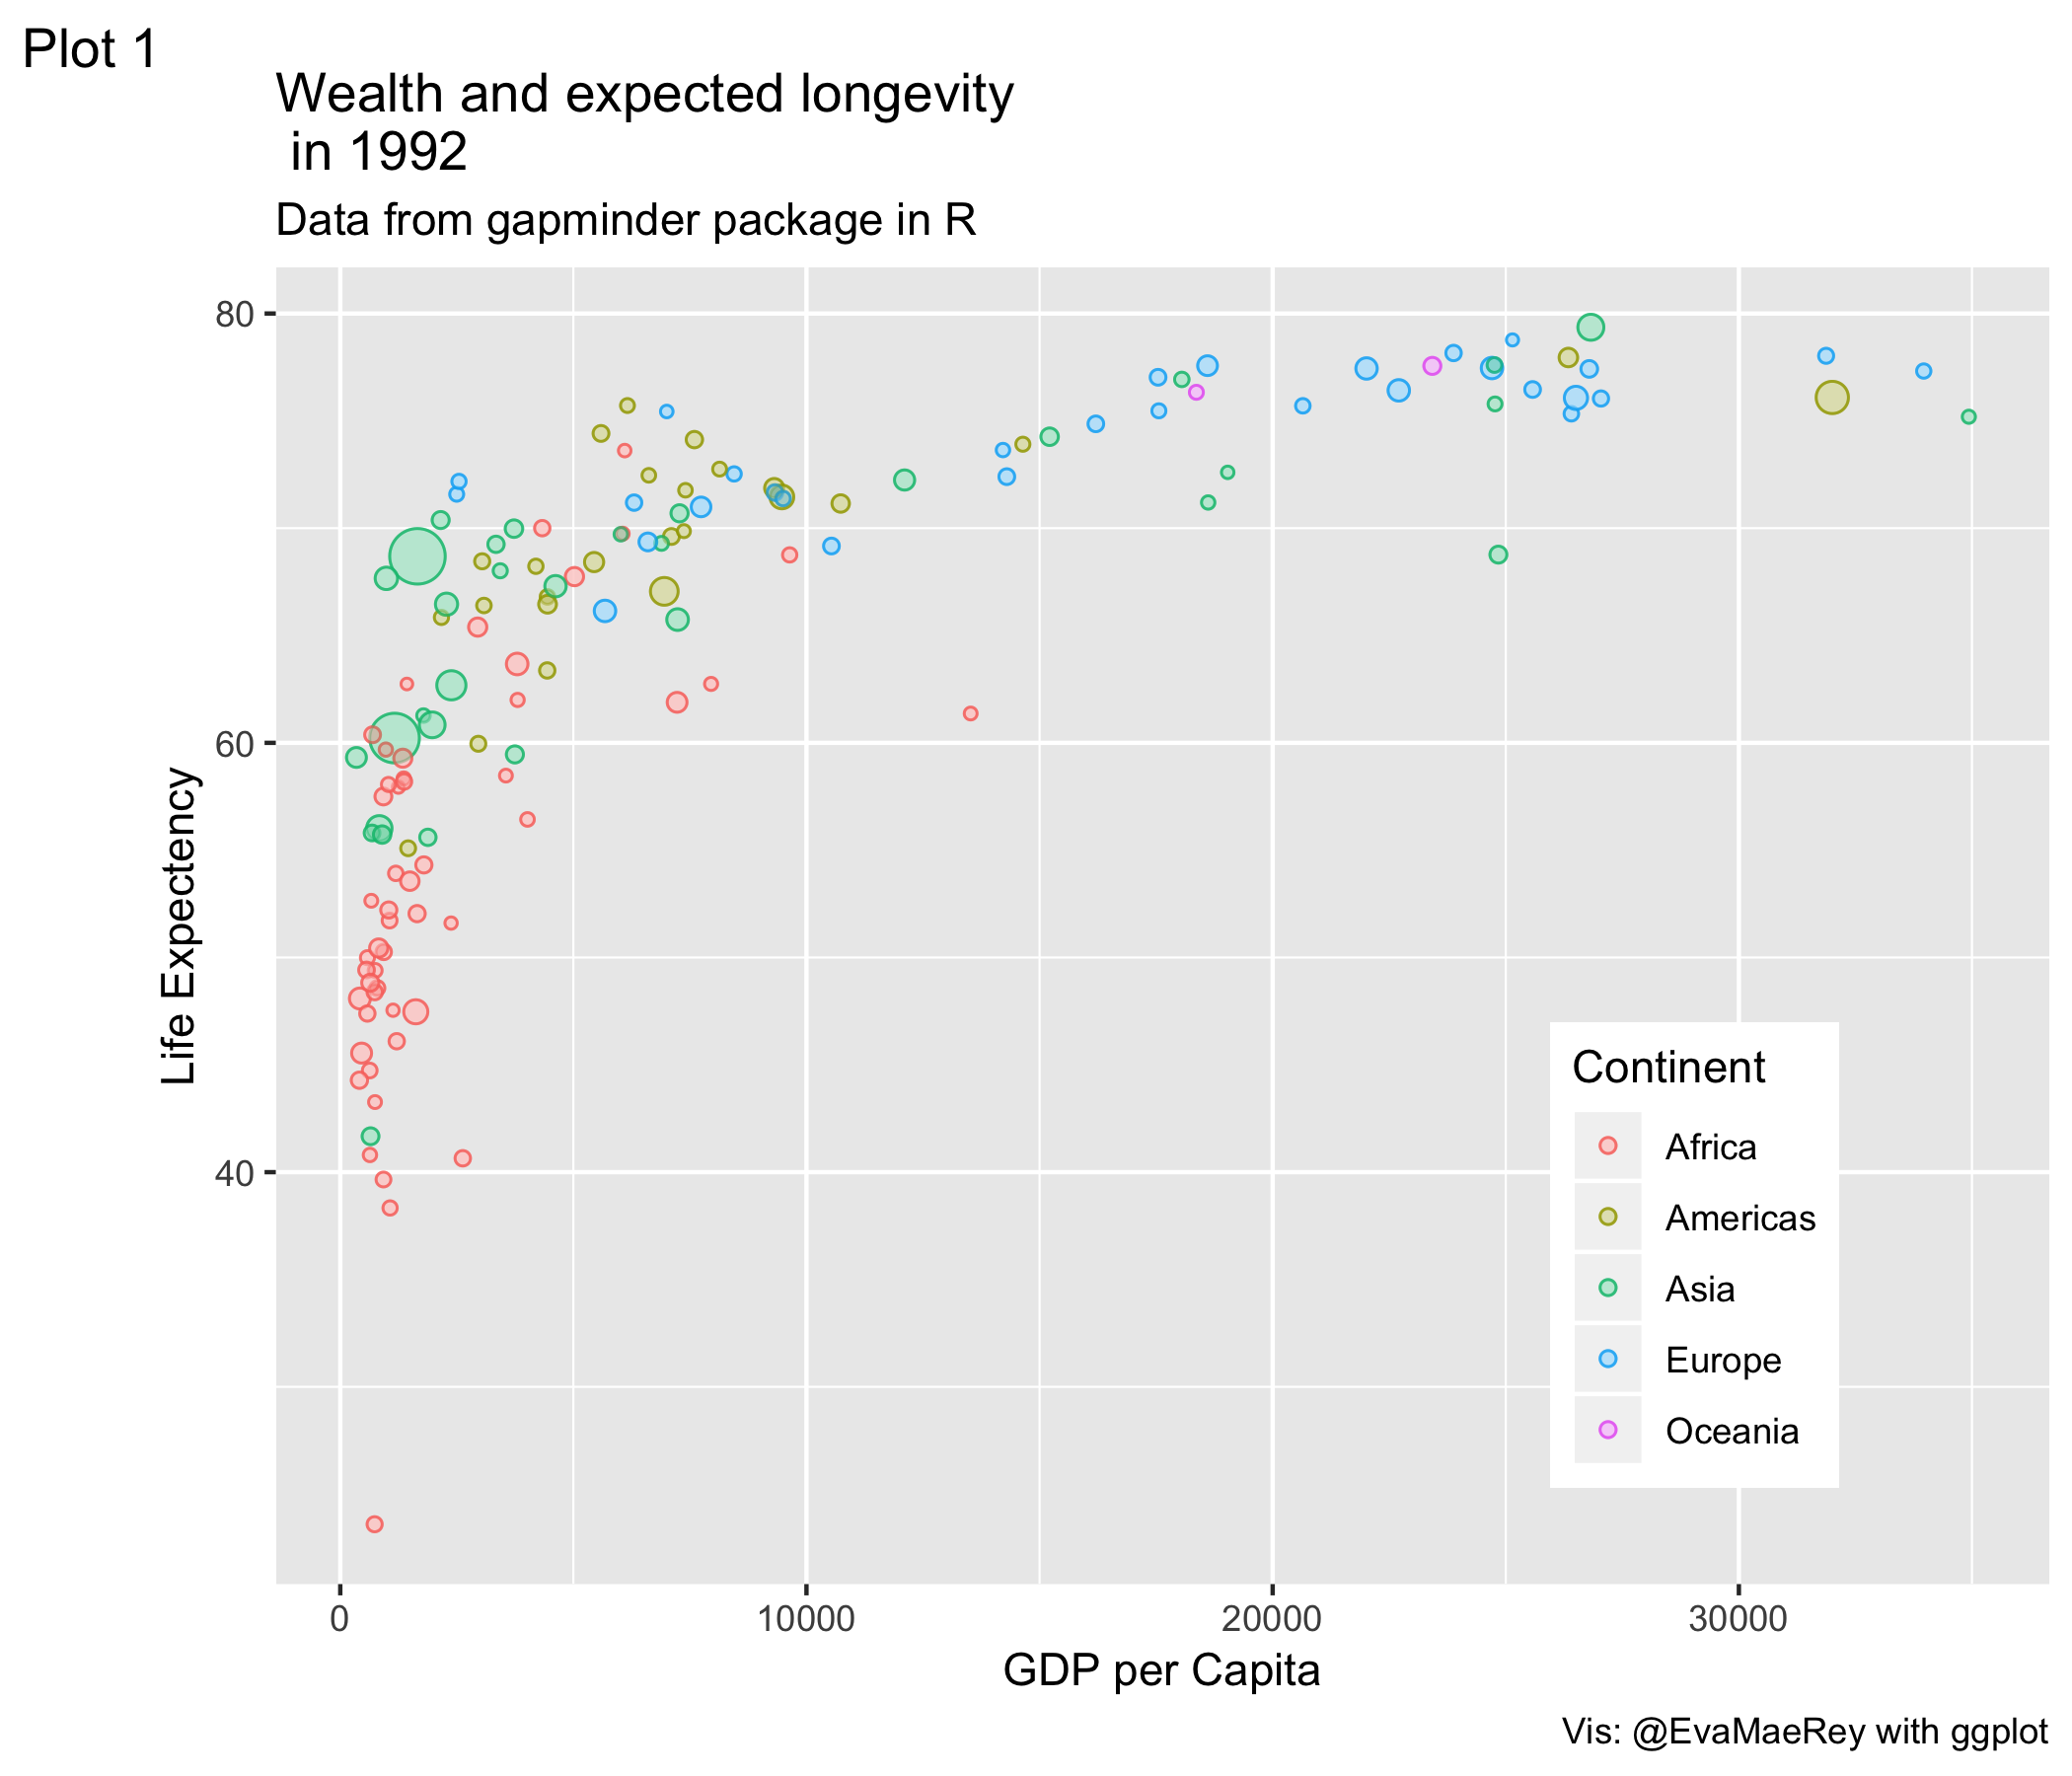 Plot 1
Wealth and expected longevity
in 1992
Data from gapminder package in R
80
60
40
Life Expectency
Continent
Africa
Americas
Asia
Europe
Oceania
0
10000
20000
30000
GDP per Capita
Vis: @EvaMaeRey with ggplot